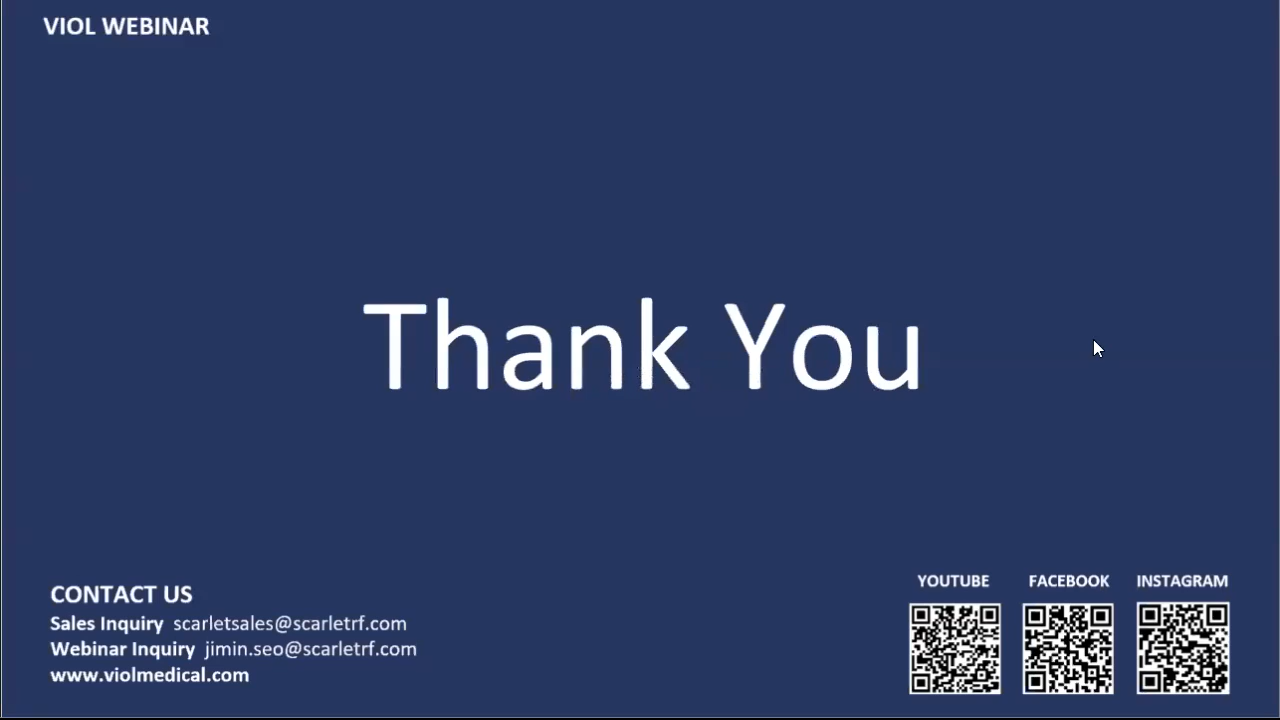 VIOL WEBINAR
Thank You
CONTACT US
Sales Inquiry scarletsales@scarletrf.com
Webinar Inquiry jimin.seo@scarletrf.com
www.violmedical.com
YOUTUBE FACEBOOK INSTAGRAM